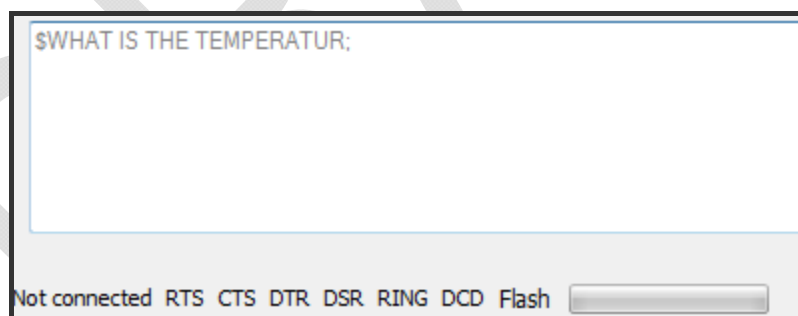 $WHAT IS THE TEMPERATUR;
Not connected RTS CTS DTR DSR RING DCD Flash